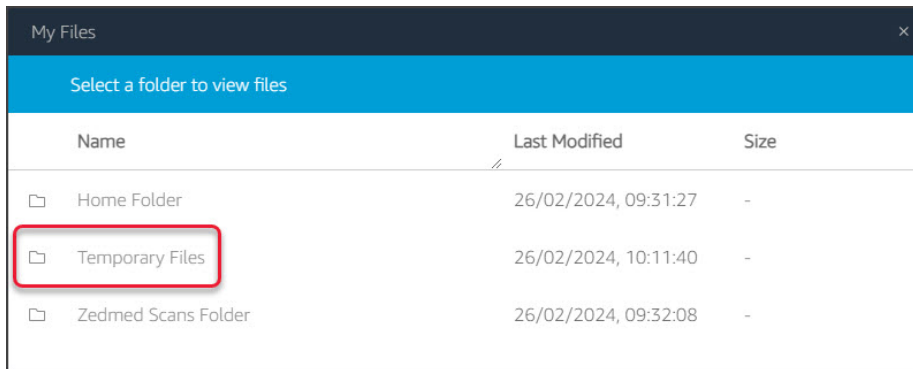 My Files ×
Select a folder to view files
Name Last Modified Size
Home Folder 26/02/2024, 09:31:27 -
Temporary Files 26/02/2024, 10:11:40 -
Zedmed Scans Folder 26/02/2024, 09:32:08 -